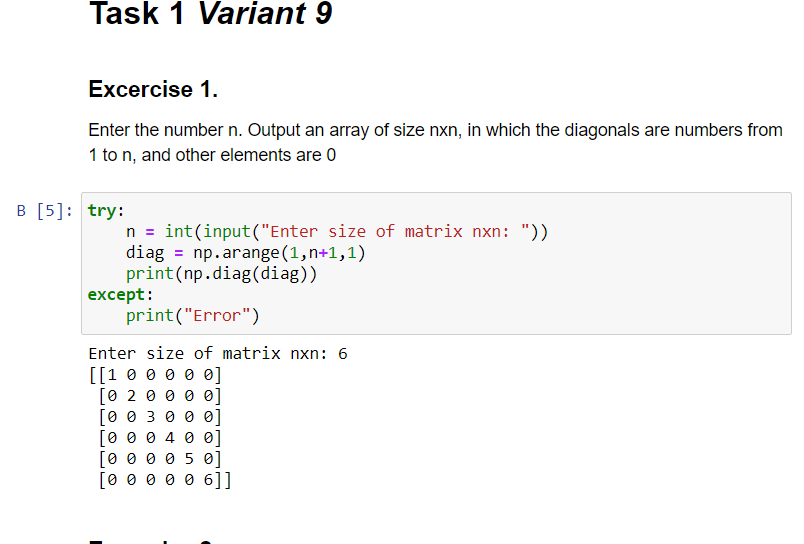 Task 1 Variant 9
Excercise 1.
Enter the number n. Output an array of size nxn, in which the diagonals are numbers from
1 to n, and other elements are 0
В [5]: try:
    n = int(input("Enter size of matrix nxn: "))
    diag = np.arange(1,n+1,1)
    print(np.diag(diag))
except:
    print("Error")
Enter size of matrix nxn: 6
[[1 0 0 0 0 0]
 [0 2 0 0 0 0]
 [0 0 3 0 0 0]
 [0 0 0 4 0 0]
 [0 0 0 0 5 0]
 [0 0 0 0 0 6]]